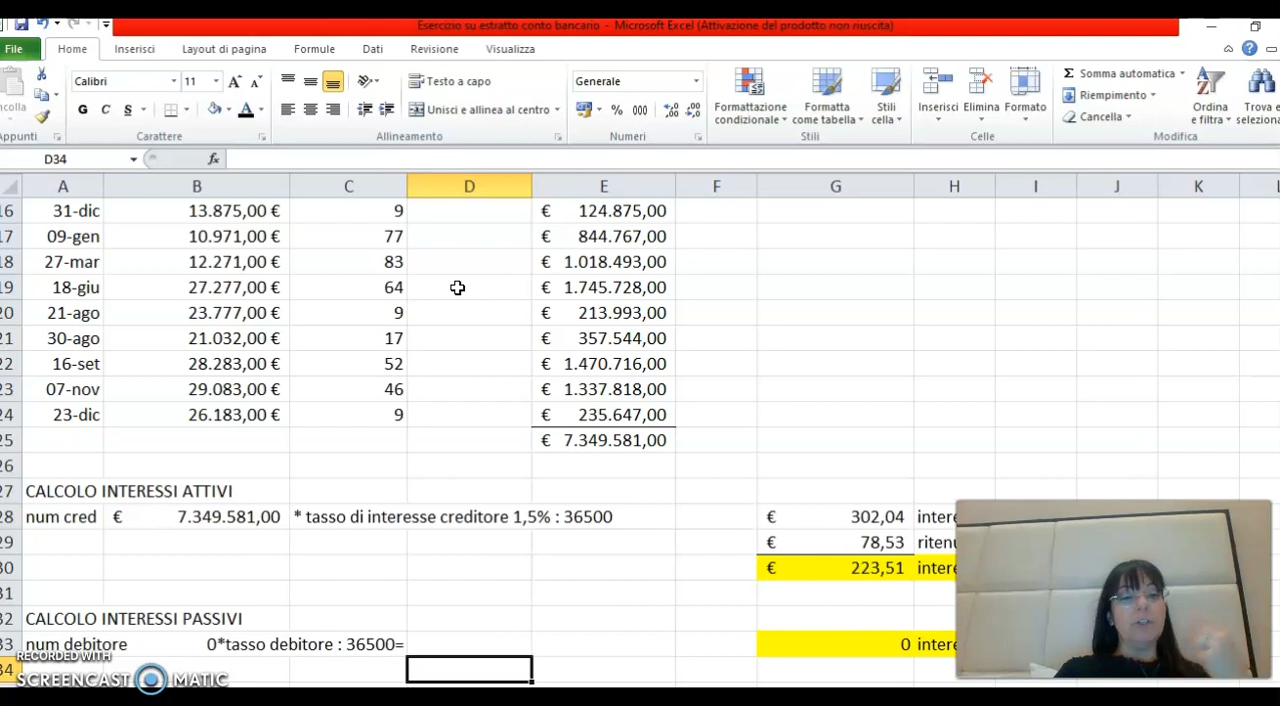 Esercizio su estratto conto bancario - Microsoft Excel (Attivazione del prodotto non riuscita)
File Home Inserisci Layout di pagina Formule Dati Revisione Visualizza
Calibri 11 Testo a capo Generale Somma automatica
Riempimento
G C S A Unisci e allinea al centro % 000 Formattazione condizionale Formatta come tabella Stili cella Inserisci Elimina Formato Cancella Ordina e filtra
Carattere Allineamento Numeri Stili Celle Modifica
D34 fx
A B C D E F G H I J K
16 31-dic 13.875,00 € 9 € 124.875,00
17 09-gen 10.971,00 € 77 € 844.767,00
18 27-mar 12.271,00 € 83 € 1.018.493,00
19 18-giu 27.277,00 € 64 € 1.745.728,00
20 21-ago 23.777,00 € 9 € 213.993,00
21 30-ago 21.032,00 € 17 € 357.544,00
22 16-set 28.283,00 € 52 € 1.470.716,00
23 07-nov 29.083,00 € 46 € 1.337.818,00
24 23-dic 26.183,00 € 9 € 235.647,00
25 € 7.349.581,00
26
27 CALCOLO INTERESSI ATTIVI
28 num cred € 7.349.581,00 * tasso di interesse creditore 1,5% : 36500 € 302,04 intere
29 € 78,53 ritenu
30 € 223,51 intere
31
32 CALCOLO INTERESSI PASSIVI
33 num debitore 0*tasso debitore : 36500= 0 intere
34
RECORDED WITH
SCREENCAST MATIC